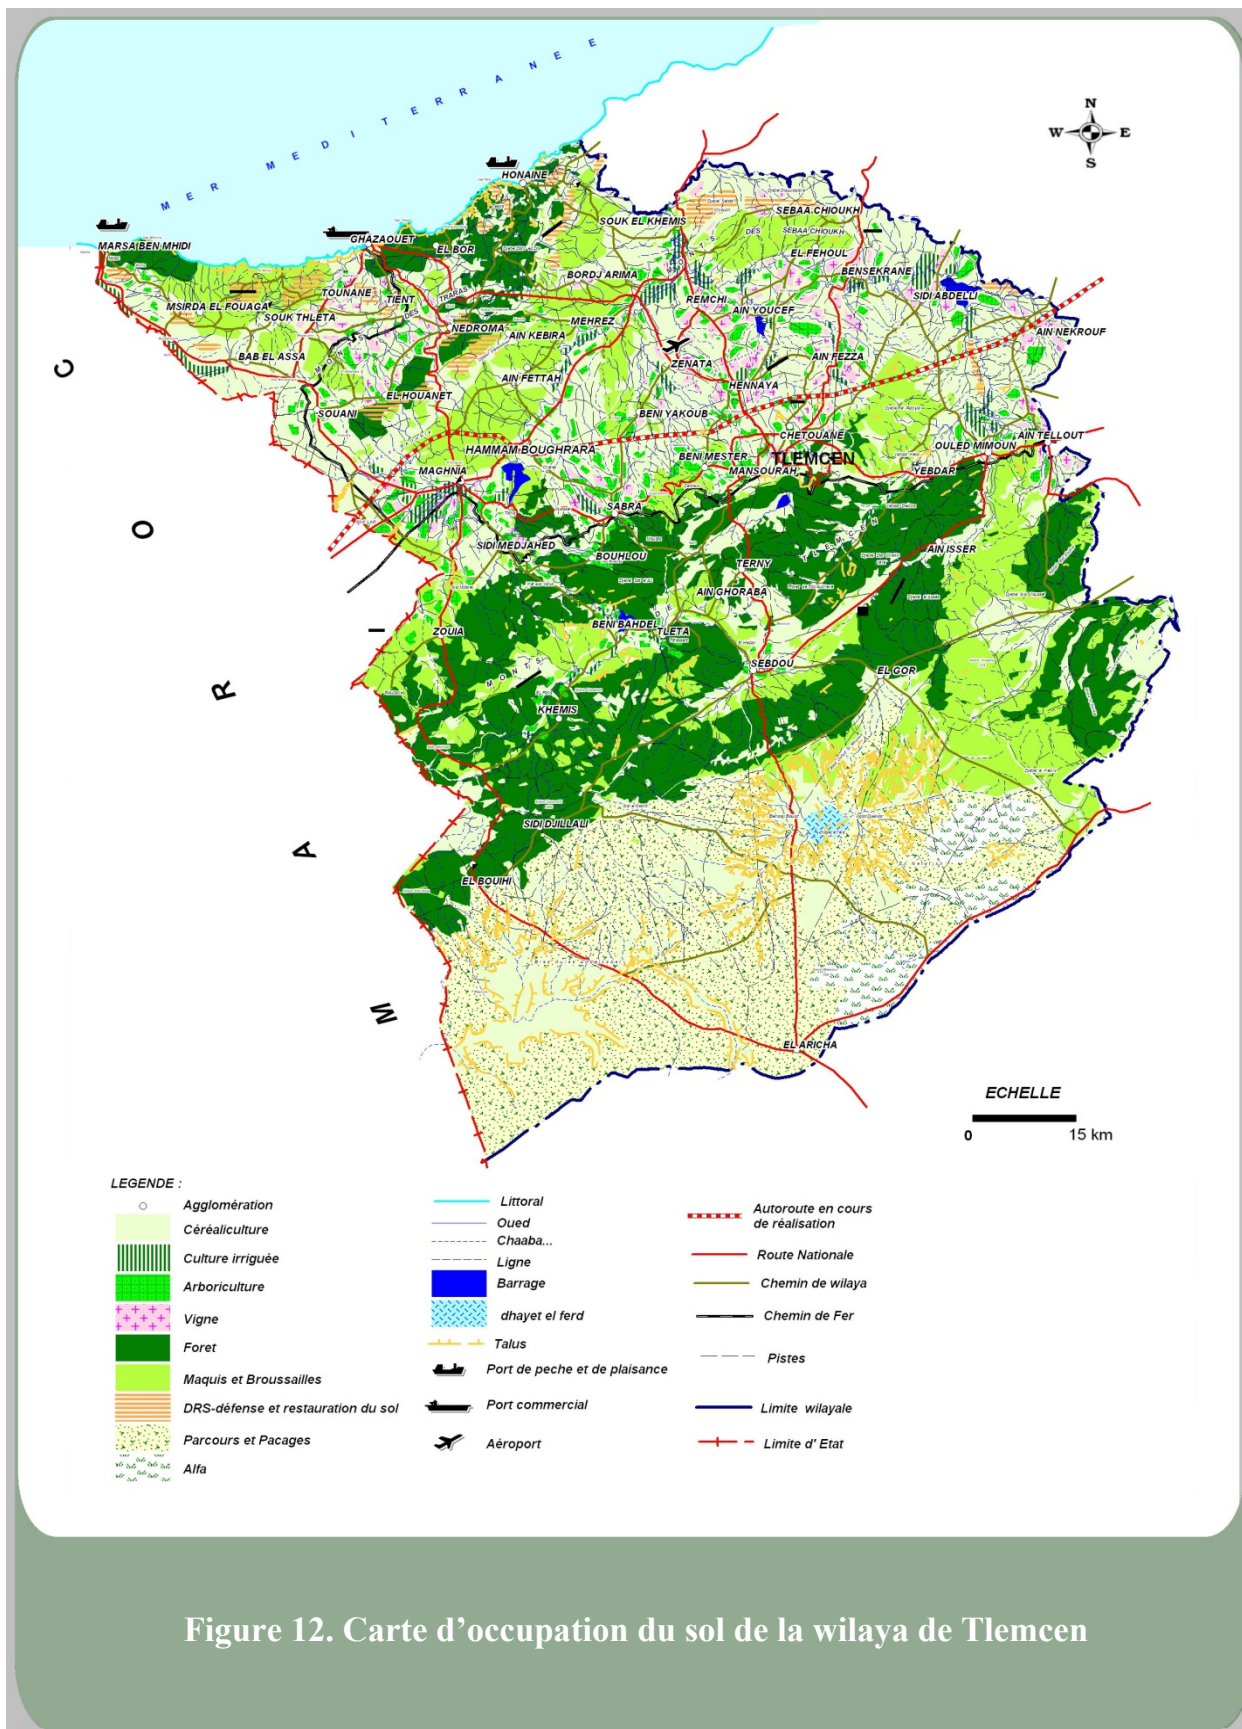 MER MEDITERRANEE
N
W E
S
HONAINE
SEBAA CHIOUKH
SOUK EL KHEMIS
DES
SEBAA CHIOUKH
GHAZAOUET
MARSA BEN MHIDI
EL BOR
EL FEHOUL
BORDJ ARIMA
BENSEKRANE
TOUNANE
TIENT
TRARAS
REMCHI
SIDI ABDELLI
MSIRDA EL FOUAGA
SOUK THLETA
DES
AIN YOUCEF
MEHREZ
NEDROMA
AIN KEBIRA
AIN NEKROUF
BAB EL ASSA
ZENATA
AIN FEZZA
AIN FETTAH
HENNAYA
EL HOUANET
SOUANI
BENI YAKOUB
CHETOUANE
AIN TELLOUT
HAMMAM BOUGHRARA
OULED MIMOUN
BENI MESTER
TLEMCEN
MAGHNIA
MANSOURAH
YEBDAR
SABRA
SIDI MEDJAHED
BOUHLOU
AIN ISSER
TERNY
TLEMCEN
AIN GHORABA
DE
BENI BAHDEL
TLETA
ZOUIA
SEBDOU
EL GOR
MONTS
KHEMIS
SIDI DJILLALI
EL BOUIHI
EL ARICHA
MAROC
ECHELLE
0 15 km
LEGENDE :
Agglomération
Céréaliculture
Culture irriguée
Arboriculture
Vigne
Foret
Maquis et Broussailles
DRS-défense et restauration du sol
Parcours et Pacages
Alfa
Littoral
Oued
Chaaba...
Ligne
Barrage
dhayet el ferd
Talus
Port de peche et de plaisance
Port commercial
Aéroport
Autoroute en cours
de réalisation
Route Nationale
Chemin de wilaya
Chemin de Fer
Pistes
Limite wilayale
Limite d' Etat
Figure 12. Carte d’occupation du sol de la wilaya de Tlemcen